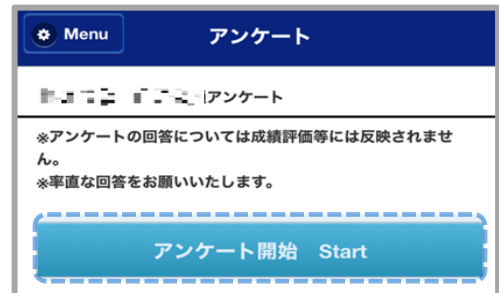 Menu
アンケート
アンケート
※アンケートの回答については成績評価等には反映されませ
ん。
※率直な回答をお願いいたします。
アンケート開始 Start